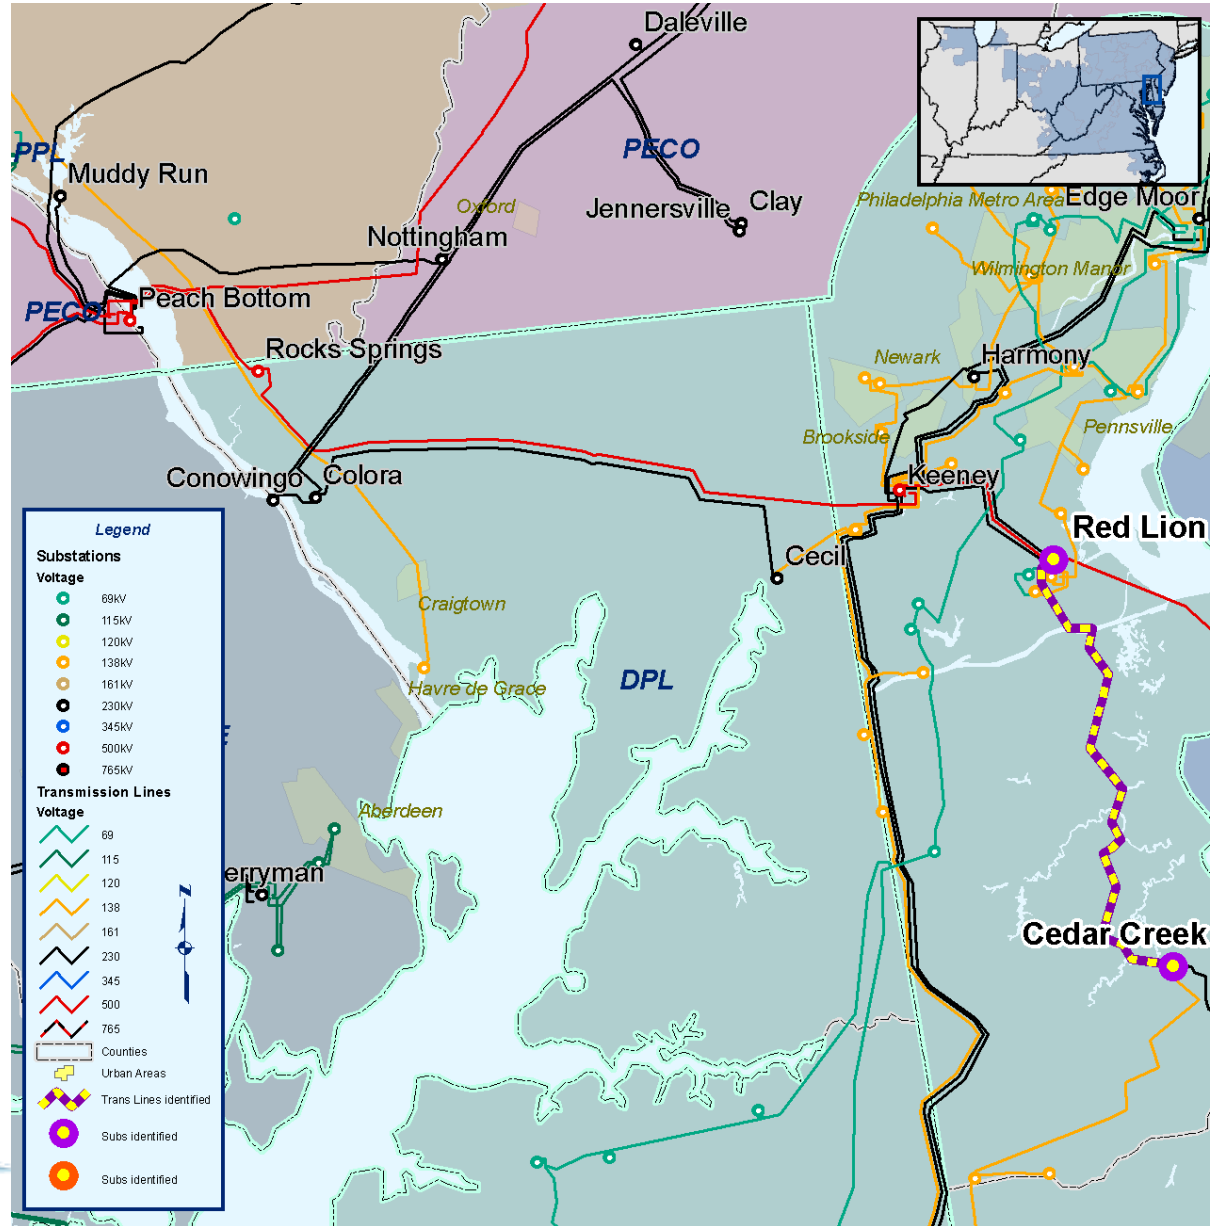 Daleville
PPL
PECO
Muddy Run
Jennersville
Clay
Oxford
Philadelphia Metro Area
Edge Moor
Nottingham
Wilmington Manor
PECO
Peach Bottom
Rocks Springs
Newark
Harmony
Brookside
Pennsville
Conowingo
Colora
Keeney
Red Lion
Cecil
Craigtown
Havre de Grace
DPL
E
Aberdeen
erryman
Cedar Creek
Legend
Substations
Voltage
69kV
115kV
120kV
138kV
161kV
230kV
345kV
500kV
765kV
Transmission Lines
Voltage
69
115
120
138
161
230
345
500
765
Counties
Urban Areas
Trans Lines identified
Subs identified
Subs identified
N